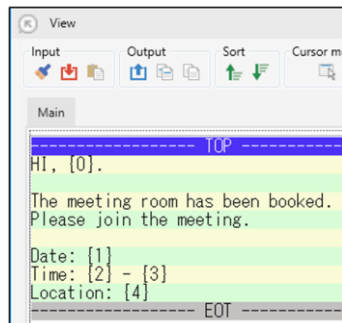 View
Input Output Sort Cursor m
Main
------------------ TOP -----------
HI, {0}.
The meeting room has been booked.
Please join the meeting.
Date: {1}
Time: {2} - {3}
Location: {4}
------------------ EOT -----------